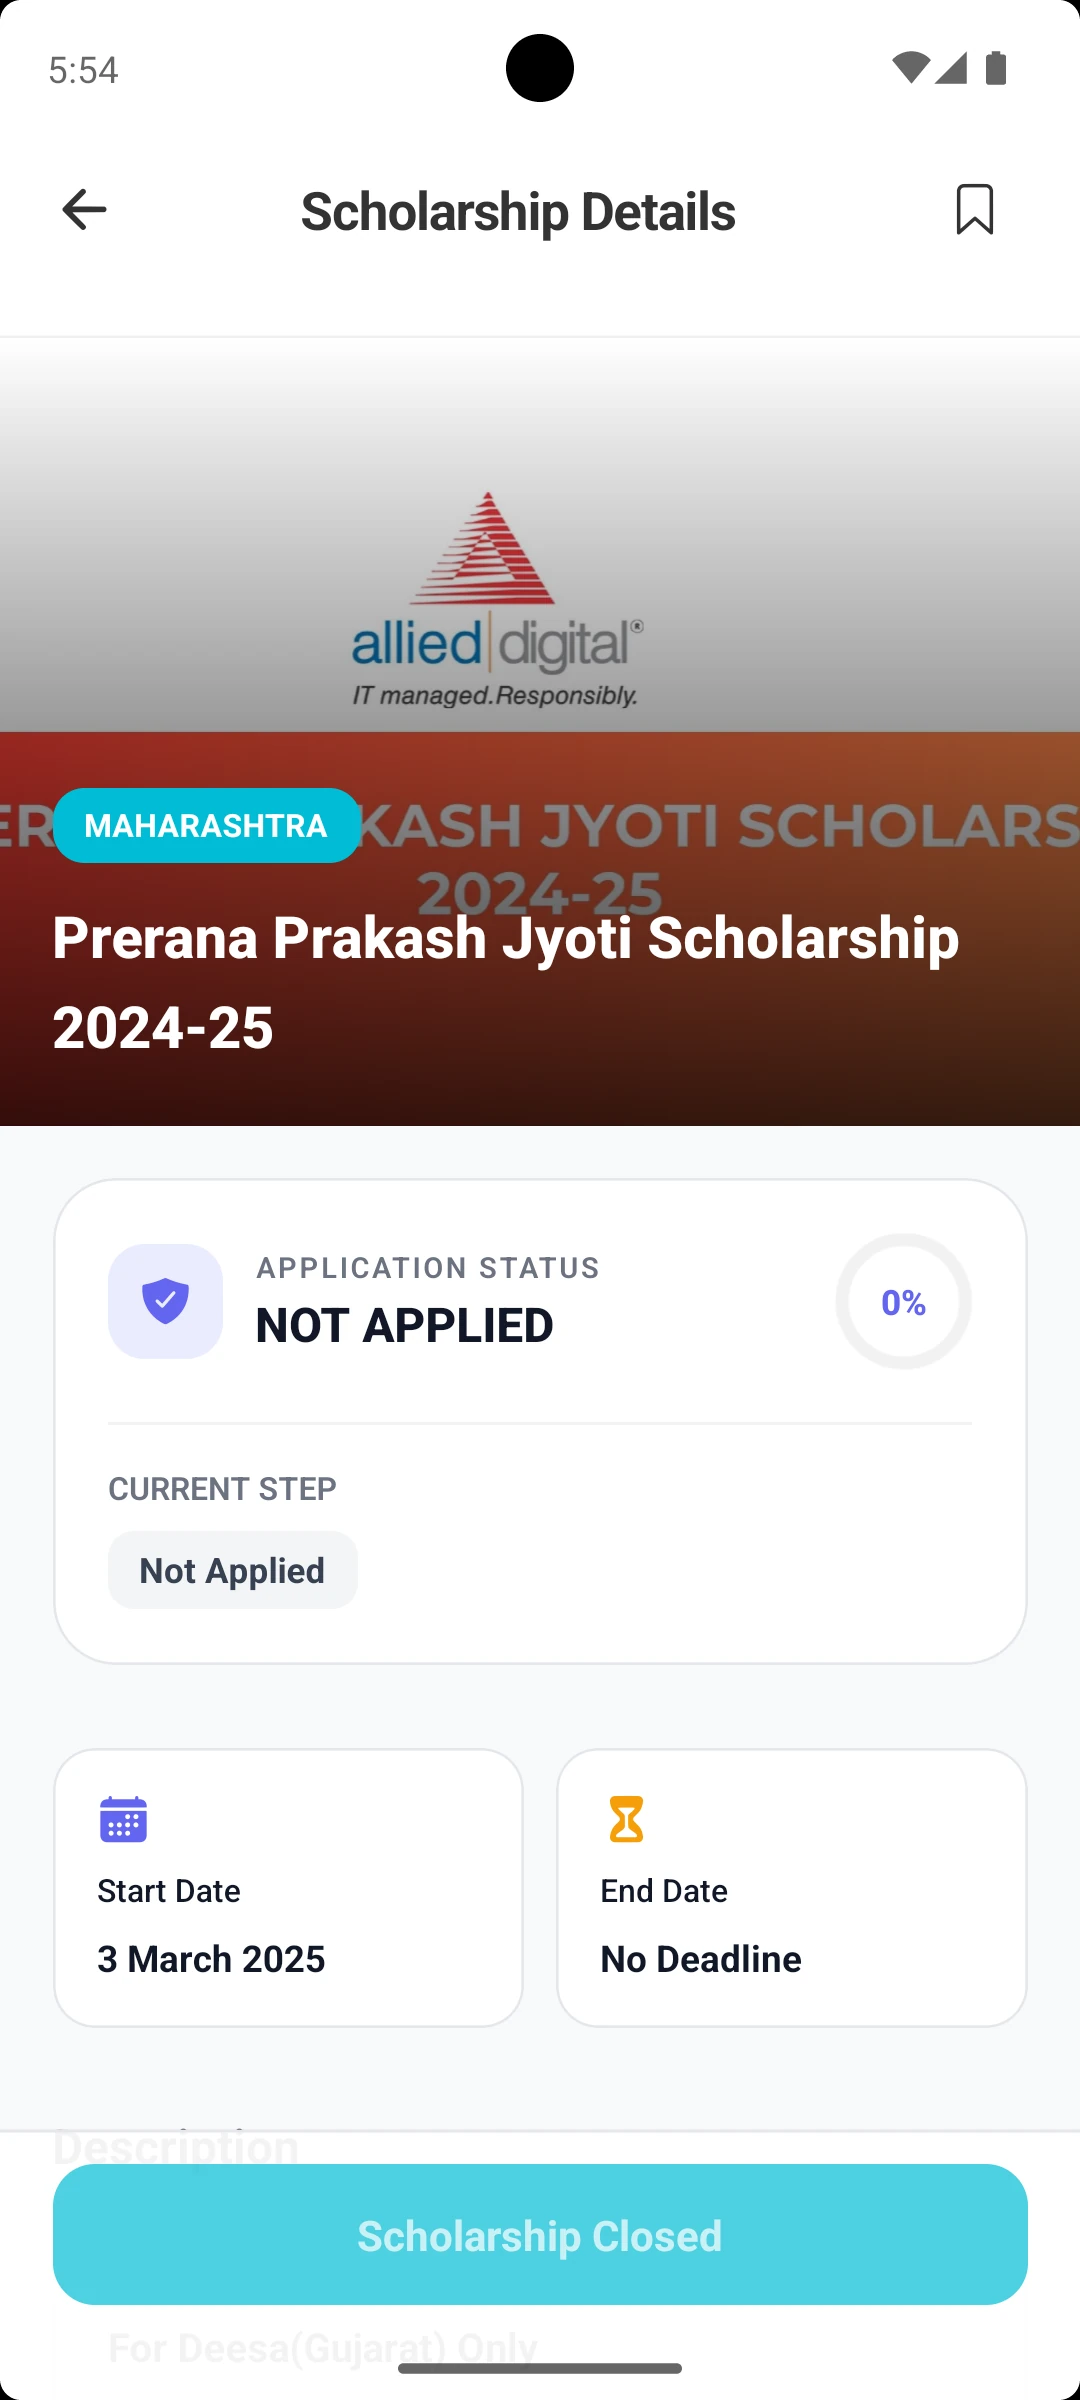 5:54
Scholarship Details
allied digital®
IT managed.Responsibly.
MAHARASHTRA
KASH JYOTI SCHOLARS
2024-25
Prerana Prakash Jyoti Scholarship
2024-25
APPLICATION STATUS
NOT APPLIED
0%
CURRENT STEP
Not Applied
Start Date
3 March 2025
End Date
No Deadline
Description
Scholarship Closed
For Deesa(Gujarat) Only